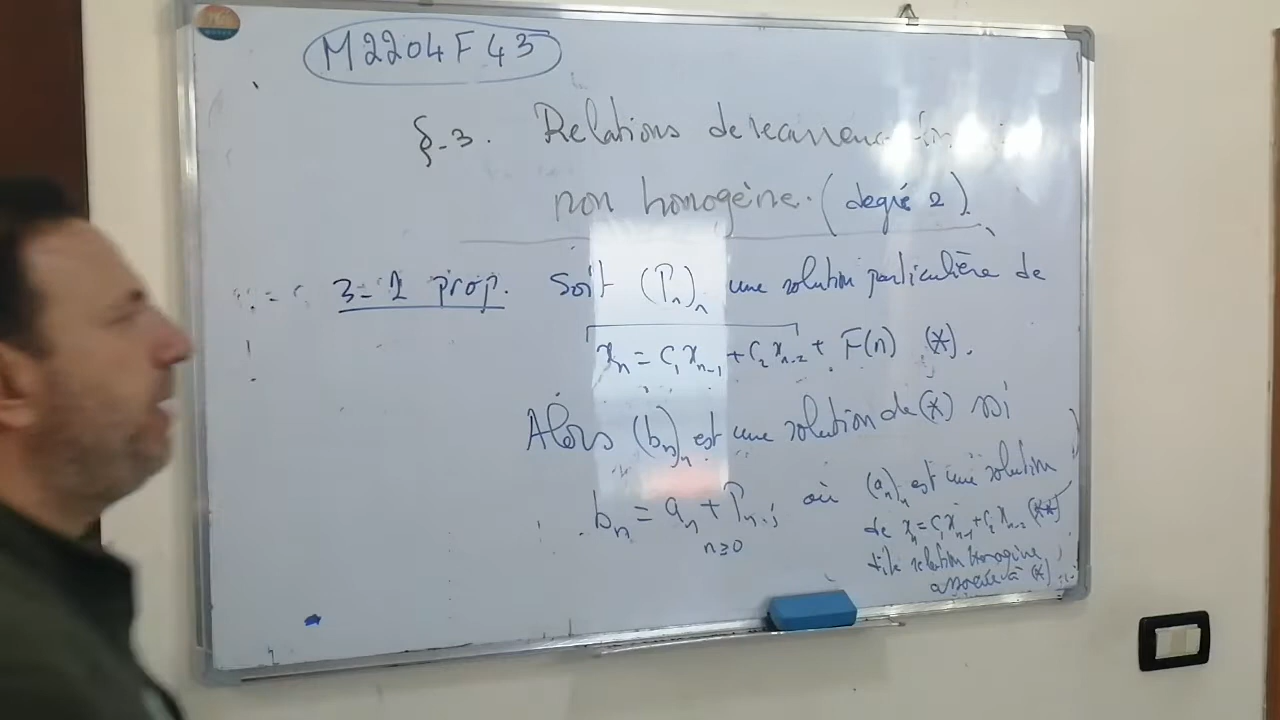 M2204F43
§-3. Relations de recurrence
non homogène. (degré 2)
3-2 prop. Soit (Pn)n une solution particulière de
xn = C1 xn-1 + C2 xn-2 + F(n) (*).
Alors (bn)n est une solution de (*) ssi
bn = an + Pn ; où (an)n est une solution
n≥0 de xn = C1 xn-1 + C2 xn-2 (**)
relation homogène
associée à (*)